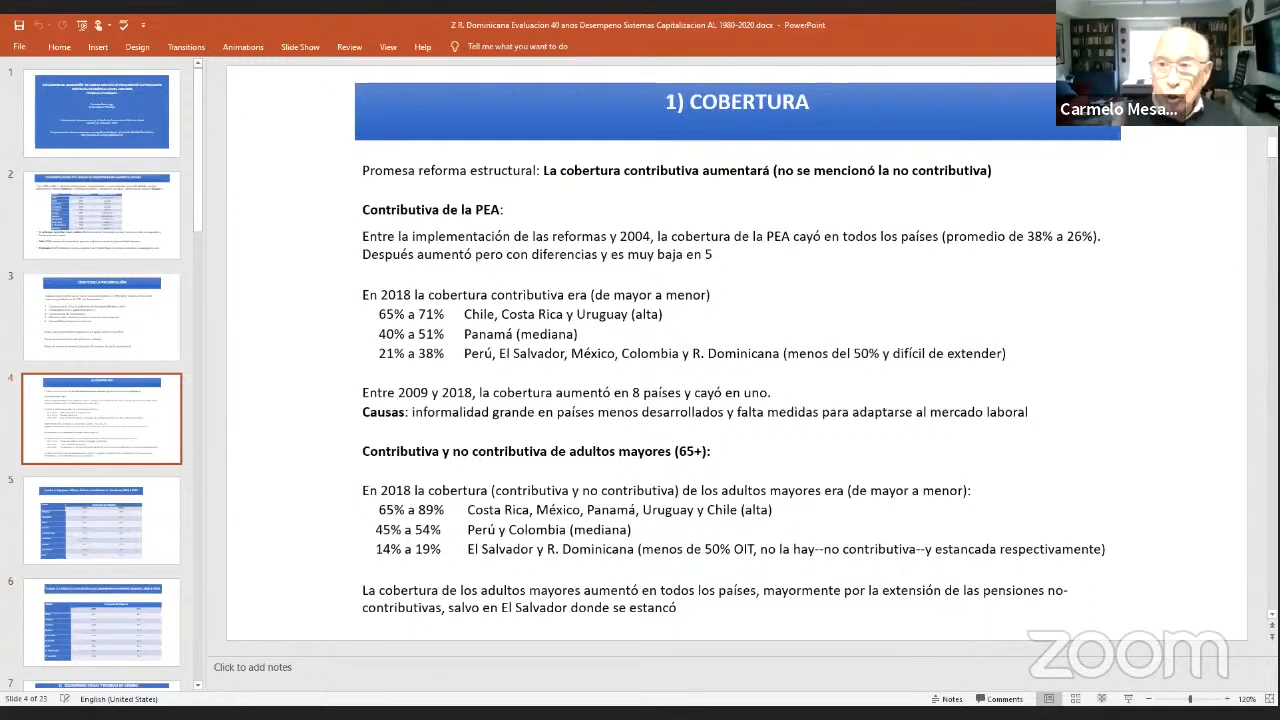 Z R. Dominicana Evaluacion 40 anos Desempeno Sistemas Capitalizacion AL 1980-2020.docx - PowerPoint
File Home Insert Design Transitions Animations Slide Show Review View Help Tell me what you want to do
Carmelo Mesa...
1
2
3
4
5
6
7
1) COBERTURA
Promesa reforma estructural: La cobertura contributiva aumentará (no se mencionó la no contributiva)
Contributiva de la PEA:
Entre la implementación de las reformas y 2004, la cobertura de la PEA cayó en todos los países (promedio de 38% a 26%).
Después aumentó pero con diferencias y es muy baja en 5
En 2018 la cobertura contributiva era (de mayor a menor)
65% a 71% Chile, Costa Rica y Uruguay (alta)
40% a 51% Panamá (mediana)
21% a 38% Perú, El Salvador, México, Colombia y R. Dominicana (menos del 50% y difícil de extender)
Entre 2009 y 2018, la cobertura aumentó en 8 países y cayó en uno.
Causas: informalidad grande en países menos desarrollados y falta medidas para adaptarse al mercado laboral
Contributiva y no contributiva de adultos mayores (65+):
En 2018 la cobertura (contributiva y no contributiva) de los adultos mayores era (de mayor a menor):
65% a 89% Costa Rica, México, Panamá, Uruguay y Chile (alta)
45% a 54% Perú y Colombia (mediana)
14% a 19% El Salvador y R. Dominicana (menos de 50% OIT, no la hay--no contributiva--y estancada respectivamente)
La cobertura de los adultos mayores aumentó en todos los países, mayormente por la extensión de las pensiones no-
contributivas, salvo en El Salvador donde se estancó
zoom
Click to add notes
Slide 4 of 23 English (United States) Notes Comments 120%